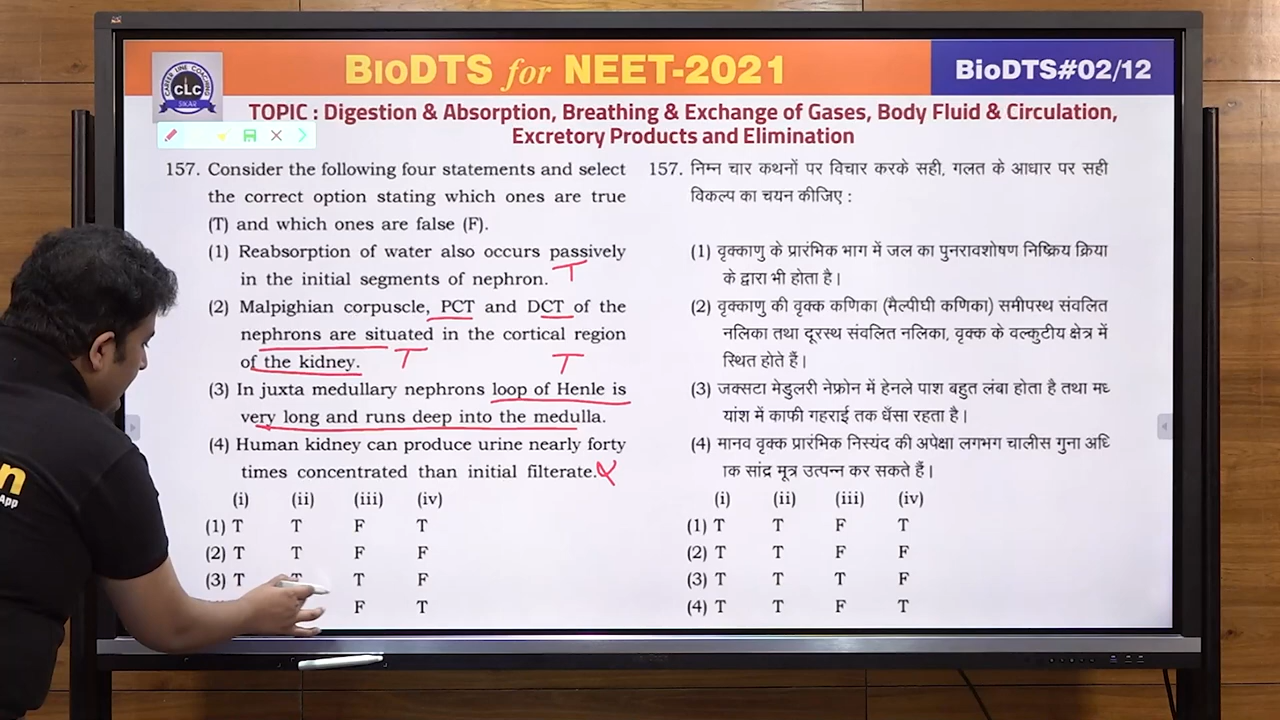 BIODTS for NEET-2021
BioDTS#02/12
CAREER LINE COACHING
CLC
SIKAR
TOPIC : Digestion & Absorption, Breathing & Exchange of Gases, Body Fluid & Circulation,
Excretory Products and Elimination
157. Consider the following four statements and select
the correct option stating which ones are true
(T) and which ones are false (F).
(1) Reabsorption of water also occurs passively
in the initial segments of nephron. T
(2) Malpighian corpuscle, PCT and DCT of the
nephrons are situated in the cortical region
of the kidney. T T
(3) In juxta medullary nephrons loop of Henle is
very long and runs deep into the medulla.
(4) Human kidney can produce urine nearly forty
times concentrated than initial filterate.
(i) (ii) (iii) (iv)
(1) T T F T
(2) T T F F
(3) T T T F
F T
157. निम्न चार कथनों पर विचार करके सही, गलत के आधार पर सही
विकल्प का चयन कीजिए :
(1) वृक्काणु के प्रारंभिक भाग में जल का पुनरावशोषण निष्क्रिय क्रिया
के द्वारा भी होता है।
(2) वृक्काणु की वृक्क कणिका (मैल्पीघी कणिका) समीपस्थ संवलित
नलिका तथा दूरस्थ संवलित नलिका, वृक्क के वल्कुटीय क्षेत्र में
स्थित होते हैं।
(3) जक्सटा मेडुलरी नेफ्रोन में हेनले पाश बहुत लंबा होता है तथा मध
यांश में काफी गहराई तक धँसा रहता है।
(4) मानव वृक्क प्रारंभिक निस्यंद की अपेक्षा लगभग चालीस गुना अधि
ाक सांद्र मूत्र उत्पन्न कर सकते हैं।
(i) (ii) (iii) (iv)
(1) T T F T
(2) T T F F
(3) T T T F
(4) T T F T
n
App